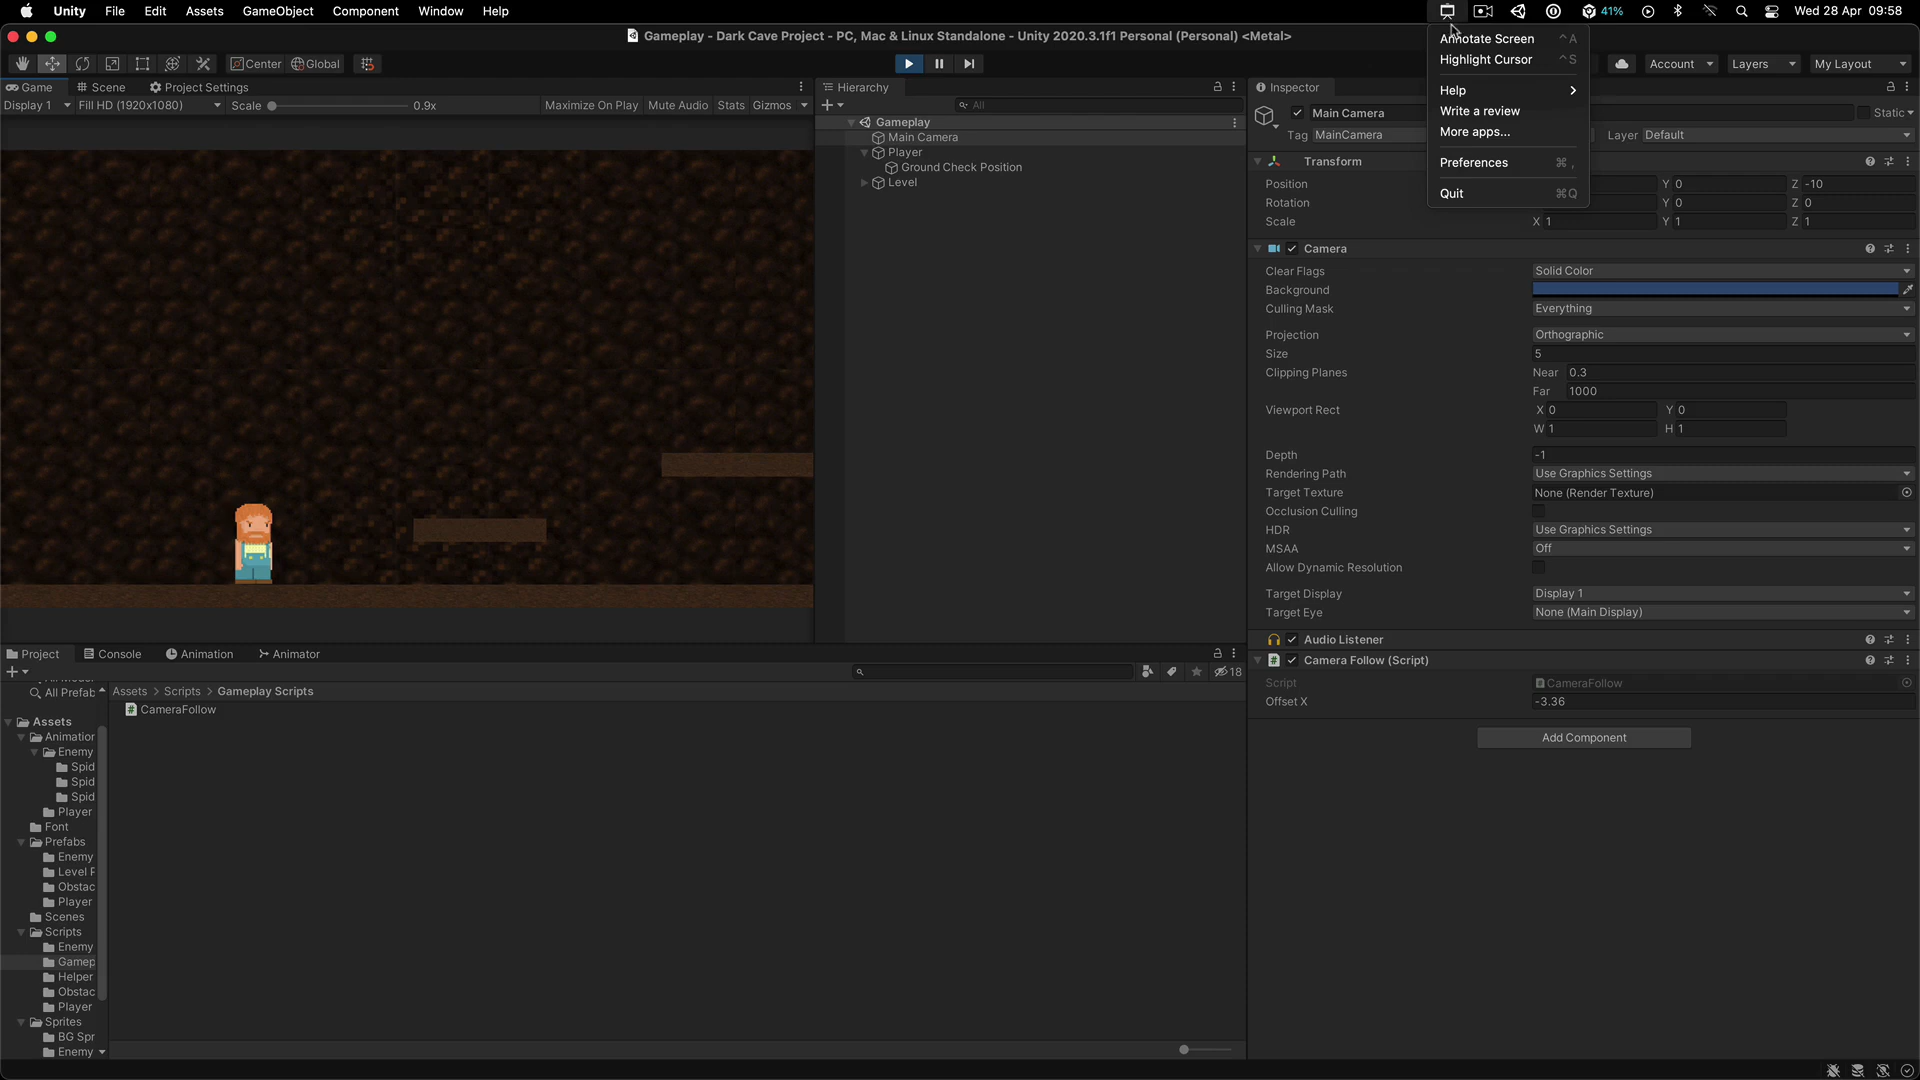 Unity File Edit Assets GameObject Component Window Help 41% Wed 28 Apr 09:58
Gameplay - Dark Cave Project - PC, Mac & Linux Standalone - Unity 2020.3.1f1 Personal (Personal) <Metal>
Annotate Screen ^ A
Highlight Cursor ^ S
Help
Write a review
More apps...
Preferences ⌘ ,
Quit ⌘Q
Center Global
Account Layers My Layout
Game Scene Project Settings
Display 1 Fill HD (1920x1080) Scale 0.9x Maximize On Play Mute Audio Stats Gizmos
Hierarchy
All
Gameplay
Main Camera
Player
Ground Check Position
Level
Inspector
Main Camera Static
Tag MainCamera Layer Default
Transform
Position Y 0 Z -10
Rotation Y 0 Z 0
Scale X 1 Y 1 Z 1
Camera
Clear Flags Solid Color
Background
Culling Mask Everything
Projection Orthographic
Size 5
Clipping Planes Near 0.3
Far 1000
Viewport Rect X 0 Y 0
W 1 H 1
Depth -1
Rendering Path Use Graphics Settings
Target Texture None (Render Texture)
Occlusion Culling
HDR Use Graphics Settings
MSAA Off
Allow Dynamic Resolution
Target Display Display 1
Target Eye None (Main Display)
Audio Listener
Camera Follow (Script)
Script CameraFollow
Offset X -3.36
Add Component
Project Console Animation Animator
18
All Prefab
Assets > Scripts > Gameplay Scripts
CameraFollow
Assets
Animation
Enemy
Spid
Spid
Spid
Player
Font
Prefabs
Enemy
Level P
Obstac
Player
Scenes
Scripts
Enemy
Gamep
Helper
Obstac
Player
Sprites
BG Spr
Enemy